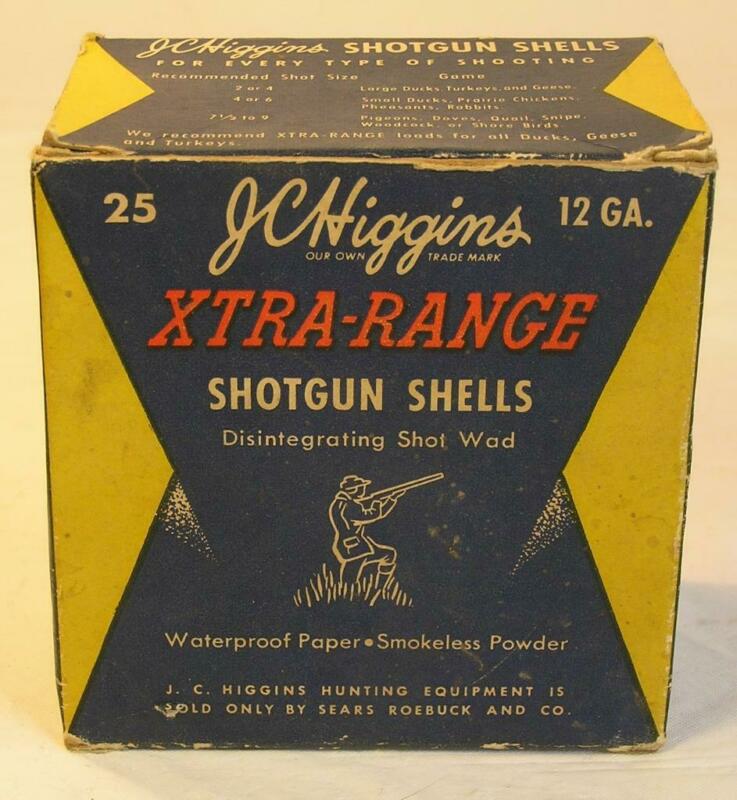 JCHiggins SHOTGUN SHELLS
FOR EVERY TYPE OF SHOOTING
Recommended Shot Size Game
2 or 4 Large Ducks, Turkeys, and Geese.
4 or 6 Small Ducks, Prairie Chickens, Pheasants, Rabbits.
7½ to 9 Pigeons, Doves, Quail, Snipe, Woodcock, or Shore Birds.
We recommend XTRA-RANGE loads for all Ducks, Geese
and Turkeys.
25 JCHiggins 12 GA.
OUR OWN TRADE MARK
XTRA-RANGE
SHOTGUN SHELLS
Disintegrating Shot Wad
Waterproof Paper • Smokeless Powder
J. C. HIGGINS HUNTING EQUIPMENT IS
SOLD ONLY BY SEARS ROEBUCK AND CO.